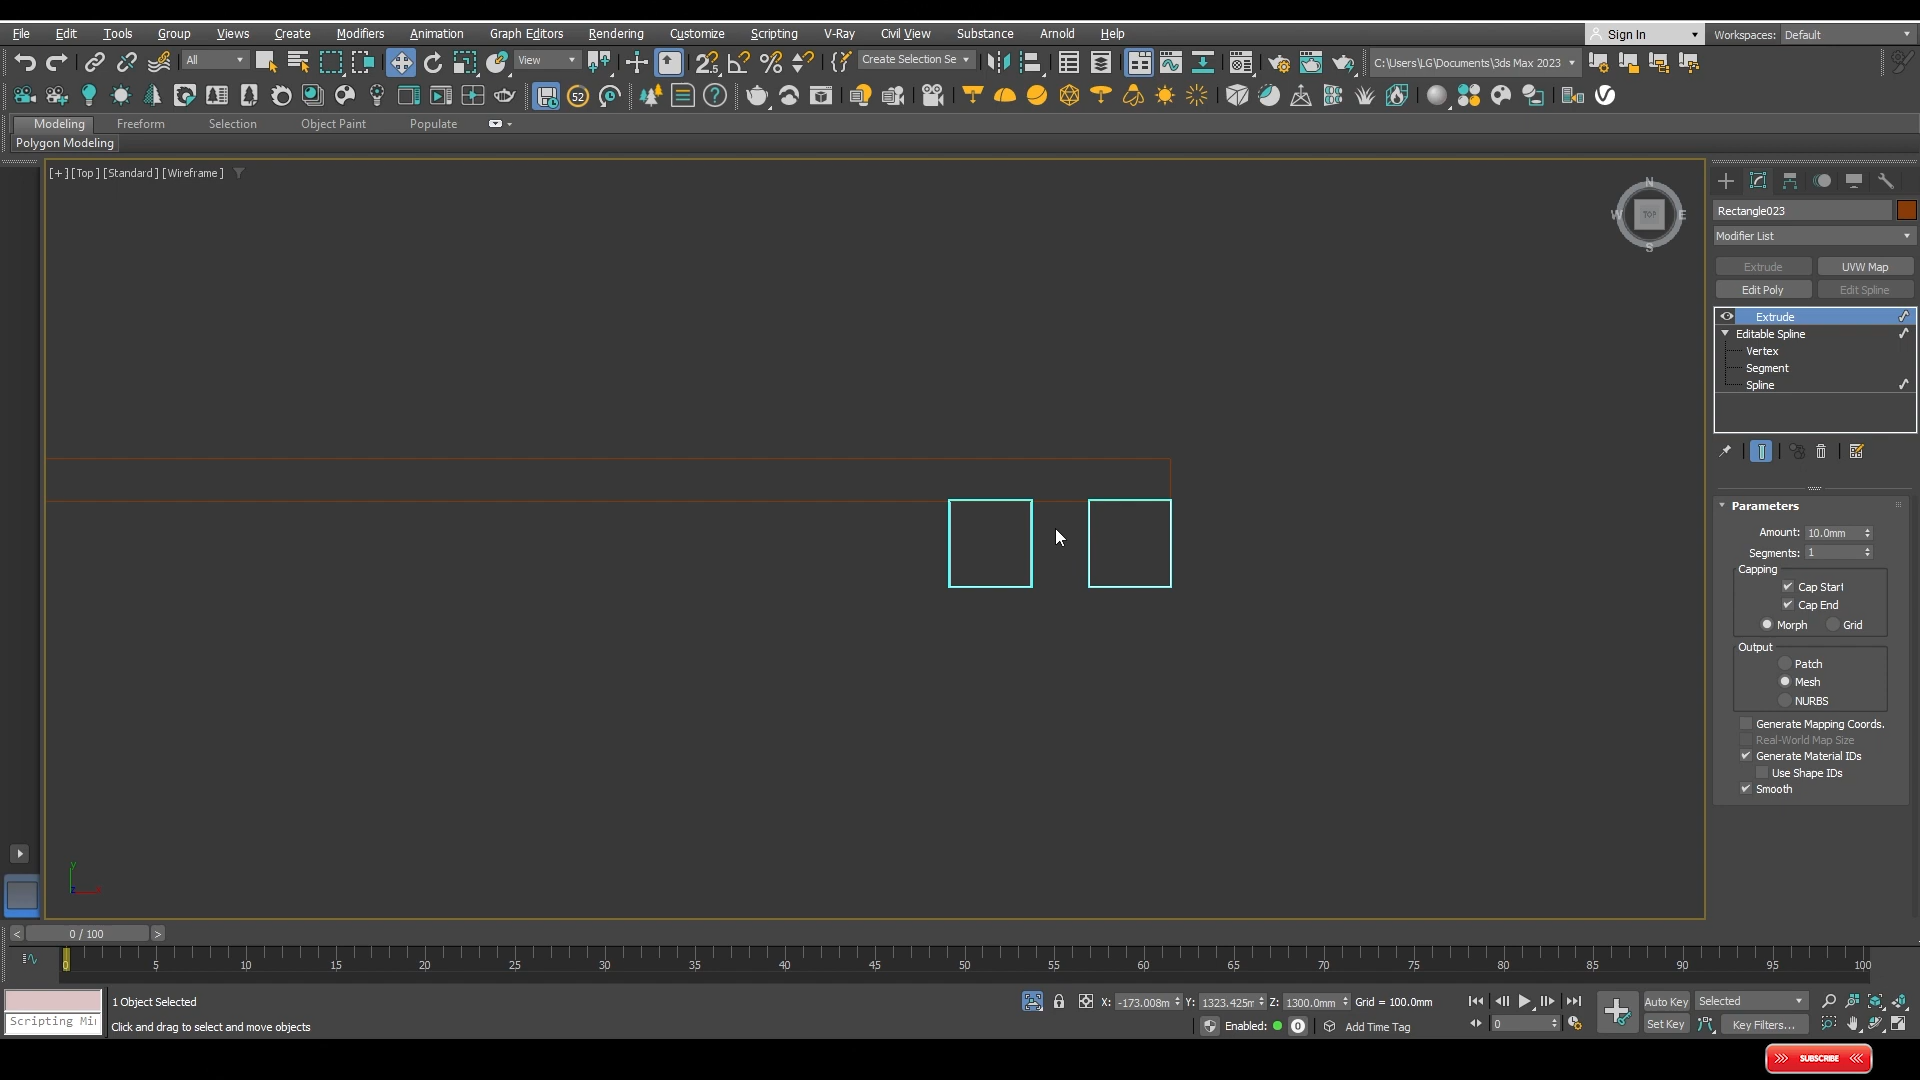 File Edit Tools Group Views Create Modifiers Animation Graph Editors Rendering Customize Scripting V-Ray Civil View Substance Arnold Help Sign In Workspaces: Default
All View Create Selection Se C:\Users\LG\Documents\3ds Max 2023
52
Modeling Freeform Selection Object Paint Populate
Polygon Modeling
[+] [Top] [Standard] [Wireframe]
N
W TOP E
S
Rectangle023
Modifier List
Extrude UVW Map
Edit Poly Edit Spline
Extrude
Editable Spline
Vertex
Segment
Spline
Parameters
Amount: 10.0mm
Segments: 1
Capping
Cap Start
Cap End
Morph Grid
Output
Patch
Mesh
NURBS
Generate Mapping Coords.
Real-World Map Size
Generate Material IDs
Use Shape IDs
Smooth
y
z
< 0 / 100 >
0 5 10 15 20 25 30 35 40 45 50 55 60 65 70 75 80 85 90 95 100
1 Object Selected X: -173.008m Y: 1323.425m Z: 1300.0mm Grid = 100.0mm Auto Key Selected
Scripting Mi Click and drag to select and move objects Enabled: 0 Add Time Tag 0 Set Key Key Filters...
SUBSCRIBE